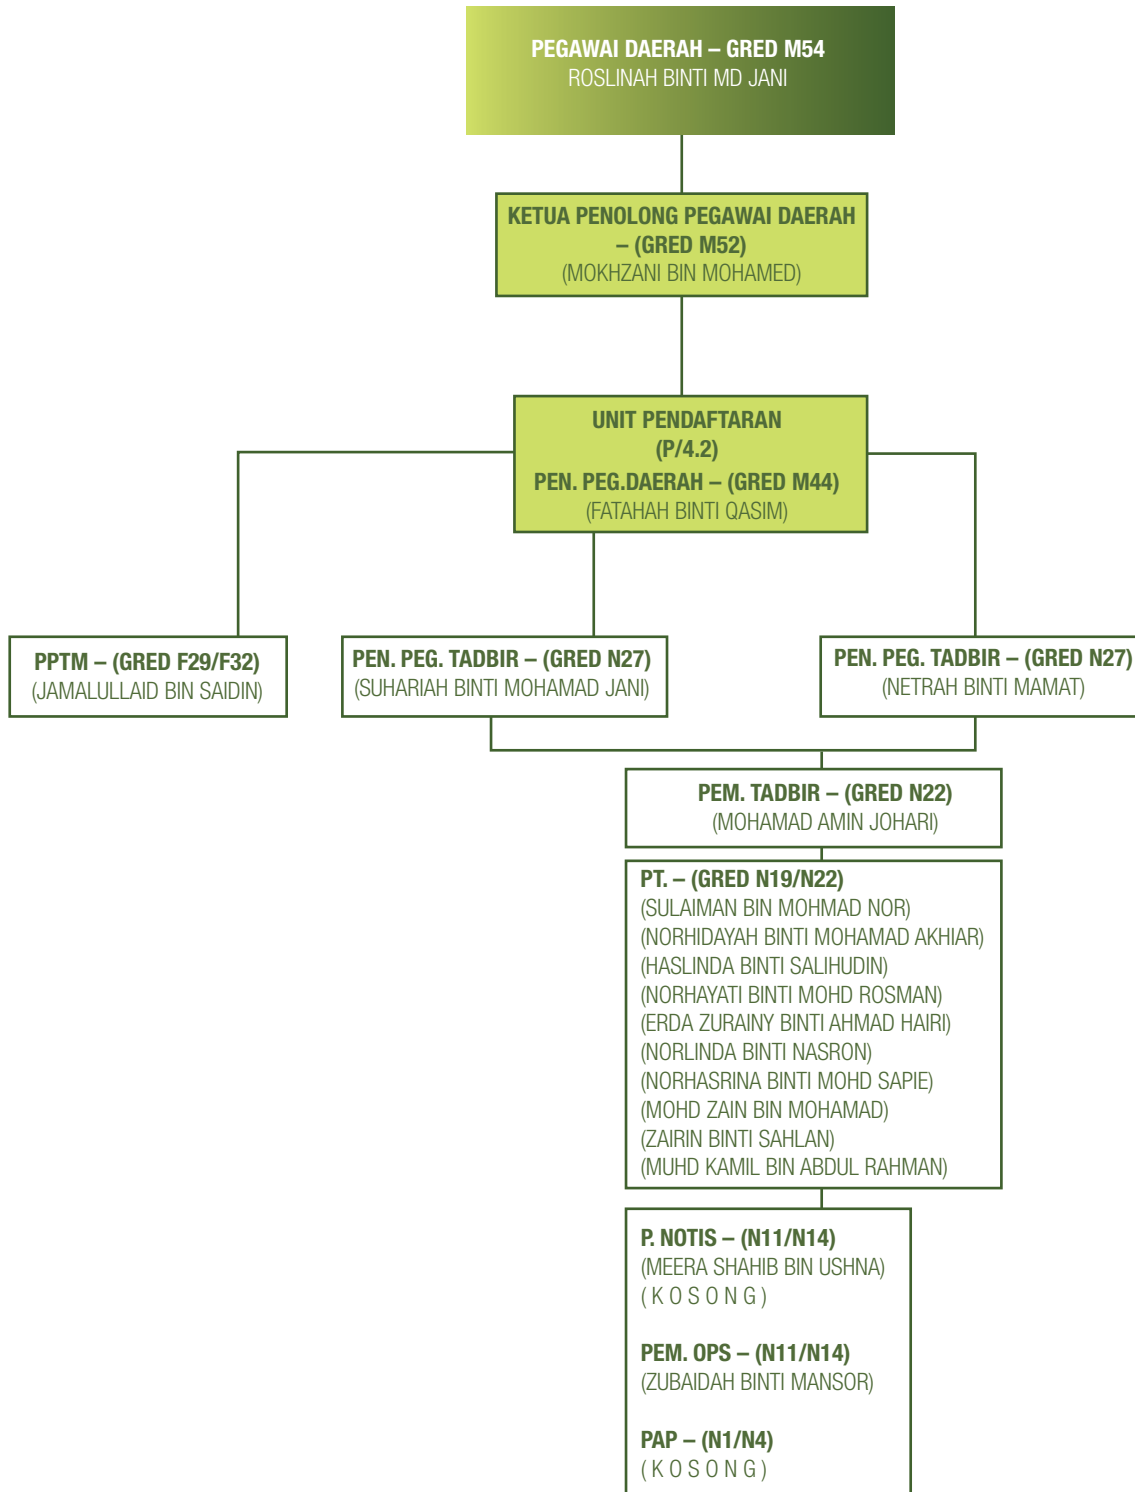 PEGAWAI DAERAH – GRED M54
ROSLINAH BINTI MD JANI
KETUA PENOLONG PEGAWAI DAERAH
– (GRED M52)
(MOKHZANI BIN MOHAMED)
UNIT PENDAFTARAN
(P/4.2)
PEN. PEG.DAERAH – (GRED M44)
(FATAHAH BINTI QASIM)
PPTM – (GRED F29/F32)
(JAMALULLAID BIN SAIDIN)
PEN. PEG. TADBIR – (GRED N27)
(SUHARIAH BINTI MOHAMAD JANI)
PEN. PEG. TADBIR – (GRED N27)
(NETRAH BINTI MAMAT)
PEM. TADBIR – (GRED N22)
(MOHAMAD AMIN JOHARI)
PT. – (GRED N19/N22)
(SULAIMAN BIN MOHMAD NOR)
(NORHIDAYAH BINTI MOHAMAD AKHIAR)
(HASLINDA BINTI SALIHUDIN)
(NORHAYATI BINTI MOHD ROSMAN)
(ERDA ZURAINY BINTI AHMAD HAIRI)
(NORLINDA BINTI NASRON)
(NORHASRINA BINTI MOHD SAPIE)
(MOHD ZAIN BIN MOHAMAD)
(ZAIRIN BINTI SAHLAN)
(MUHD KAMIL BIN ABDUL RAHMAN)
P. NOTIS – (N11/N14)
(MEERA SHAHIB BIN USHNA)
( K O S O N G )
PEM. OPS – (N11/N14)
(ZUBAIDAH BINTI MANSOR)
PAP – (N1/N4)
( K O S O N G )